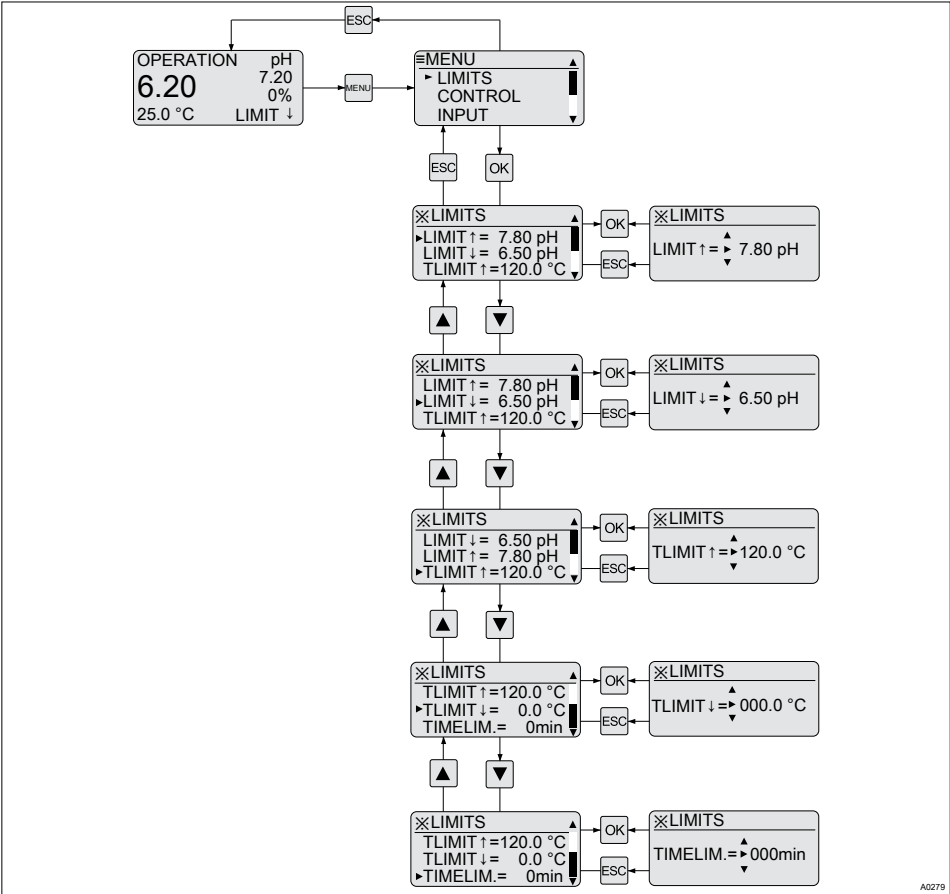 ESC
OPERATION pH
6.20 7.20
0%
25.0 °C LIMIT ↓
MENU
≡MENU ▲
► LIMITS
CONTROL
INPUT ▼
ESC OK
※LIMITS ▲
►LIMIT↑= 7.80 pH
LIMIT↓= 6.50 pH
TLIMIT↑=120.0 °C ▼
OK
ESC
※LIMITS
▲
LIMIT↑= ► 7.80 pH
▼
▲ ▼
※LIMITS ▲
LIMIT↑= 7.80 pH
►LIMIT↓= 6.50 pH
TLIMIT↑=120.0 °C ▼
OK
ESC
※LIMITS
▲
LIMIT↓= ► 6.50 pH
▼
▲ ▼
※LIMITS ▲
LIMIT↓= 6.50 pH
LIMIT↑= 7.80 pH
►TLIMIT↑=120.0 °C ▼
OK
ESC
※LIMITS
▲
TLIMIT↑=►120.0 °C
▼
▲ ▼
※LIMITS ▲
TLIMIT↑=120.0 °C
►TLIMIT↓= 0.0 °C
TIMELIM.= 0min ▼
OK
ESC
※LIMITS
▲
TLIMIT↓=► 000.0 °C
▼
▲ ▼
※LIMITS ▲
TLIMIT↑=120.0 °C
TLIMIT↓= 0.0 °C
►TIMELIM.= 0min ▼
OK
ESC
※LIMITS
▲
TIMELIM.=►000min
▼
A0279